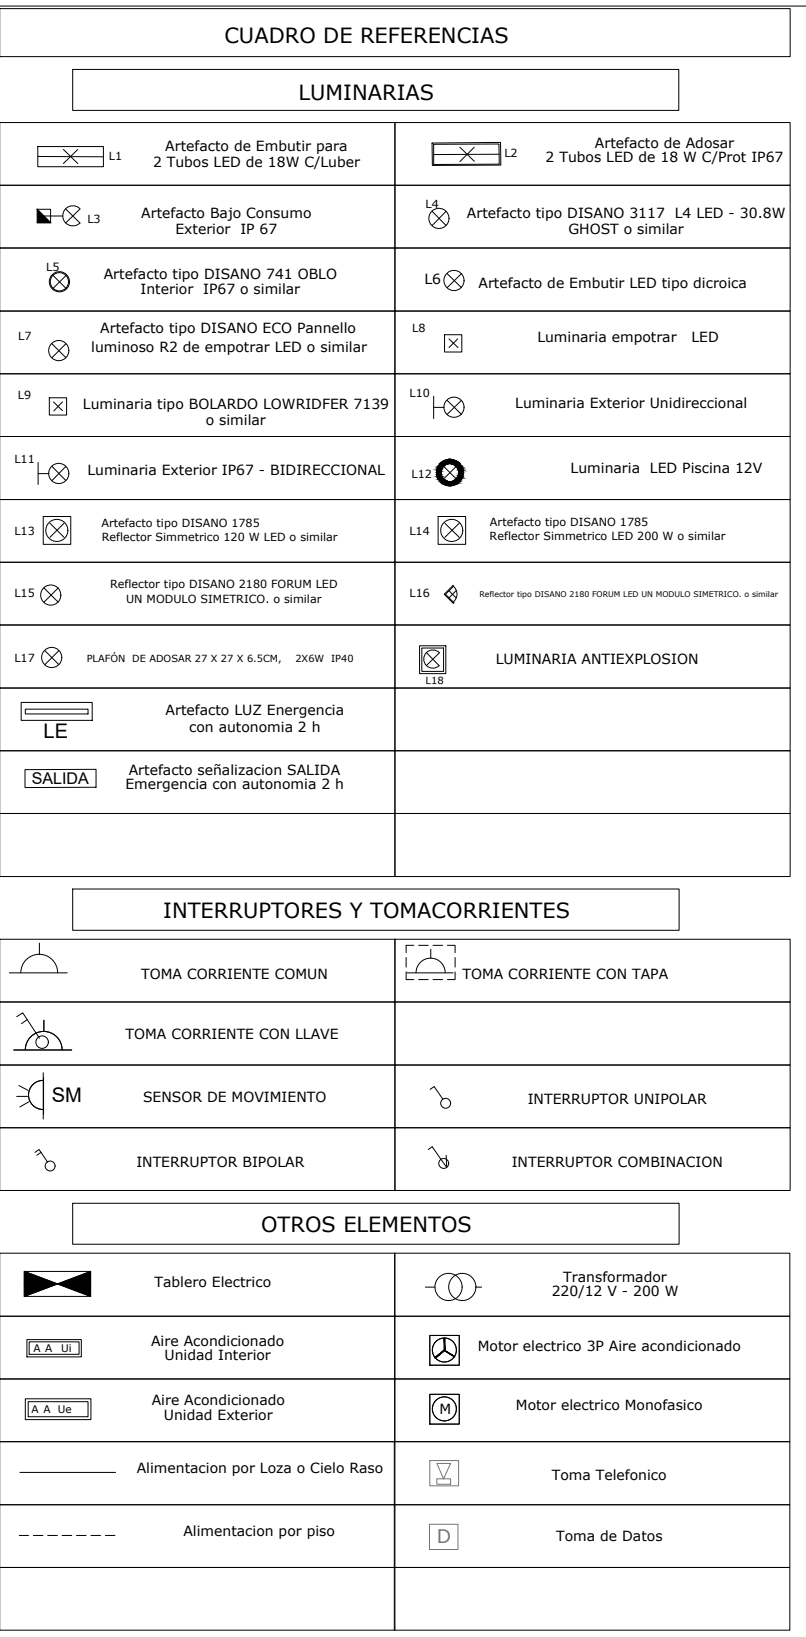 CUADRO DE REFERENCIAS
LUMINARIAS
L1
Artefacto de Embutir para
2 Tubos LED de 18W C/Luber
L2
Artefacto de Adosar
2 Tubos LED de 18 W C/Prot IP67
L3
Artefacto Bajo Consumo
Exterior IP 67
L4
Artefacto tipo DISANO 3117 L4 LED - 30.8W
GHOST o similar
L5
Artefacto tipo DISANO 741 OBLO
Interior IP67 o similar
L6
Artefacto de Embutir LED tipo dicroica
L7
Artefacto tipo DISANO ECO Pannello
luminoso R2 de empotrar LED o similar
L8
Luminaria empotrar LED
L9
Luminaria tipo BOLARDO LOWRIDFER 7139
o similar
L10
Luminaria Exterior Unidireccional
L11
Luminaria Exterior IP67 - BIDIRECCIONAL
L12
Luminaria LED Piscina 12V
L13
Artefacto tipo DISANO 1785
Reflector Simmetrico 120 W LED o similar
L14
Artefacto tipo DISANO 1785
Reflector Simmetrico LED 200 W o similar
L15
Reflector tipo DISANO 2180 FORUM LED
UN MODULO SIMETRICO. o similar
L16
Reflector tipo DISANO 2180 FORUM LED UN MODULO SIMETRICO. o similar
L17
PLAFÓN DE ADOSAR 27 X 27 X 6.5CM, 2X6W IP40
L18
LUMINARIA ANTIEXPLOSION
LE
Artefacto LUZ Energencia
con autonomia 2 h
SALIDA
Artefacto señalizacion SALIDA
Emergencia con autonomia 2 h
INTERRUPTORES Y TOMACORRIENTES
TOMA CORRIENTE COMUN
TOMA CORRIENTE CON TAPA
TOMA CORRIENTE CON LLAVE
SM
SENSOR DE MOVIMIENTO
INTERRUPTOR UNIPOLAR
INTERRUPTOR BIPOLAR
INTERRUPTOR COMBINACION
OTROS ELEMENTOS
Tablero Electrico
Transformador
220/12 V - 200 W
A A Ui
Aire Acondicionado
Unidad Interior
Motor electrico 3P Aire acondicionado
A A Ue
Aire Acondicionado
Unidad Exterior
M
Motor electrico Monofasico
Alimentacion por Loza o Cielo Raso
Toma Telefonico
Alimentacion por piso
D
Toma de Datos